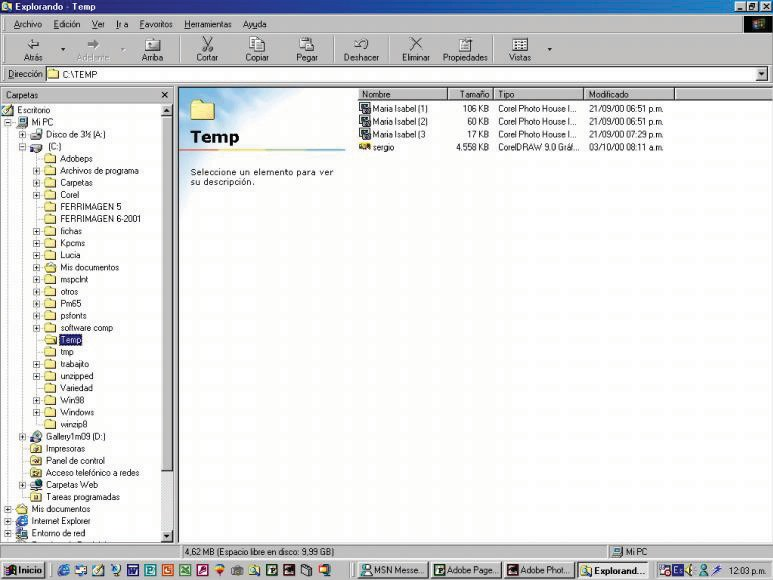 Explorando - Temp
Archivo Edición Ver Ir a Favoritos Herramientas Ayuda
Atrás Adelante Arriba Cortar Copiar Pegar Deshacer Eliminar Propiedades Vistas
Dirección C:\TEMP
Carpetas
Escritorio
Mi PC
Disco de 3½ (A:)
(C:)
Adobeps
Archivos de programa
Carpetas
Corel
FERRIMAGEN 5
FERRIMAGEN 6-2001
fichas
Kpcms
Lucia
Mis documentos
mspclnt
otros
Pm65
psfonts
software comp
Temp
tmp
trabajito
unzipped
Variedad
Win98
Windows
winzip8
Gallery1m09 (D:)
Impresoras
Panel de control
Acceso telefónico a redes
Carpetas Web
Tareas programadas
Mis documentos
Internet Explorer
Entorno de red
Temp
Seleccione un elemento para ver
su descripción.
Nombre Tamaño Tipo Modificado
Maria Isabel (1) 106 KB Corel Photo House I... 21/09/00 06:51 p.m.
Maria Isabel (2) 60 KB Corel Photo House I... 21/09/00 06:51 p.m.
Maria Isabel (3 17 KB Corel Photo House I... 21/09/00 07:29 p.m.
sergio 4.558 KB CorelDRAW 9.0 Gráf... 03/10/00 08:11 a.m.
4,62 MB (Espacio libre en disco: 9,99 GB) Mi PC
Inicio MSN Messe... Adobe Page... Adobe Phot... Explorand... Es 12:03 p.m.